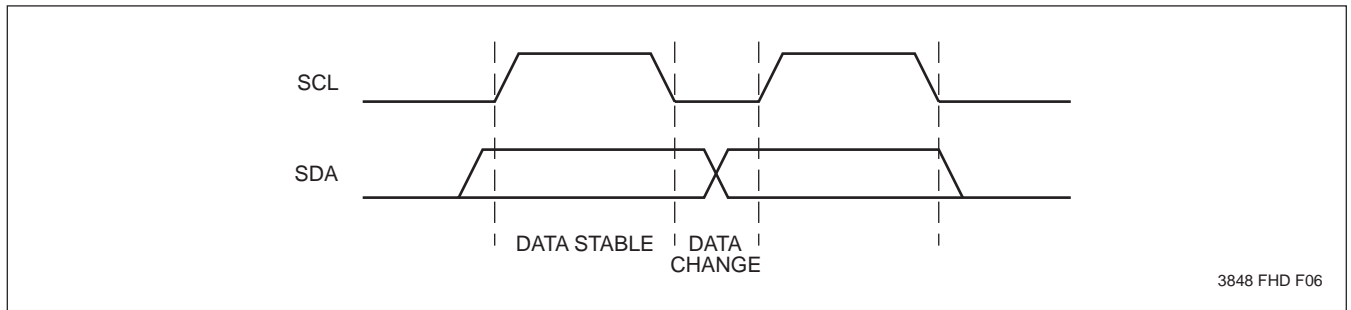 SCL
SDA
DATA STABLE
DATA
CHANGE
3848 FHD F06